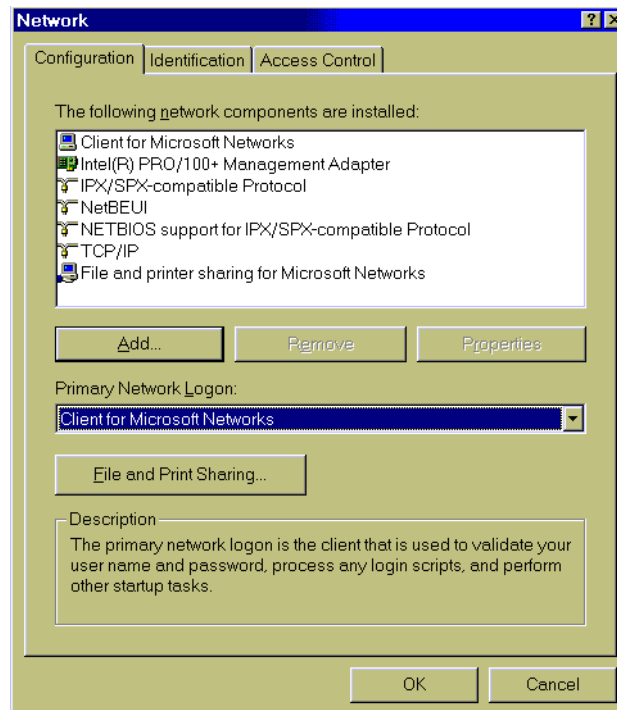 Network
Configuration Identification Access Control
The following network components are installed:
Client for Microsoft Networks
Intel(R) PRO/100+ Management Adapter
IPX/SPX-compatible Protocol
NetBEUI
NETBIOS support for IPX/SPX-compatible Protocol
TCP/IP
File and printer sharing for Microsoft Networks
Add... Remove Properties
Primary Network Logon:
Client for Microsoft Networks
File and Print Sharing...
Description
The primary network logon is the client that is used to validate your
user name and password, process any login scripts, and perform
other startup tasks.
OK Cancel